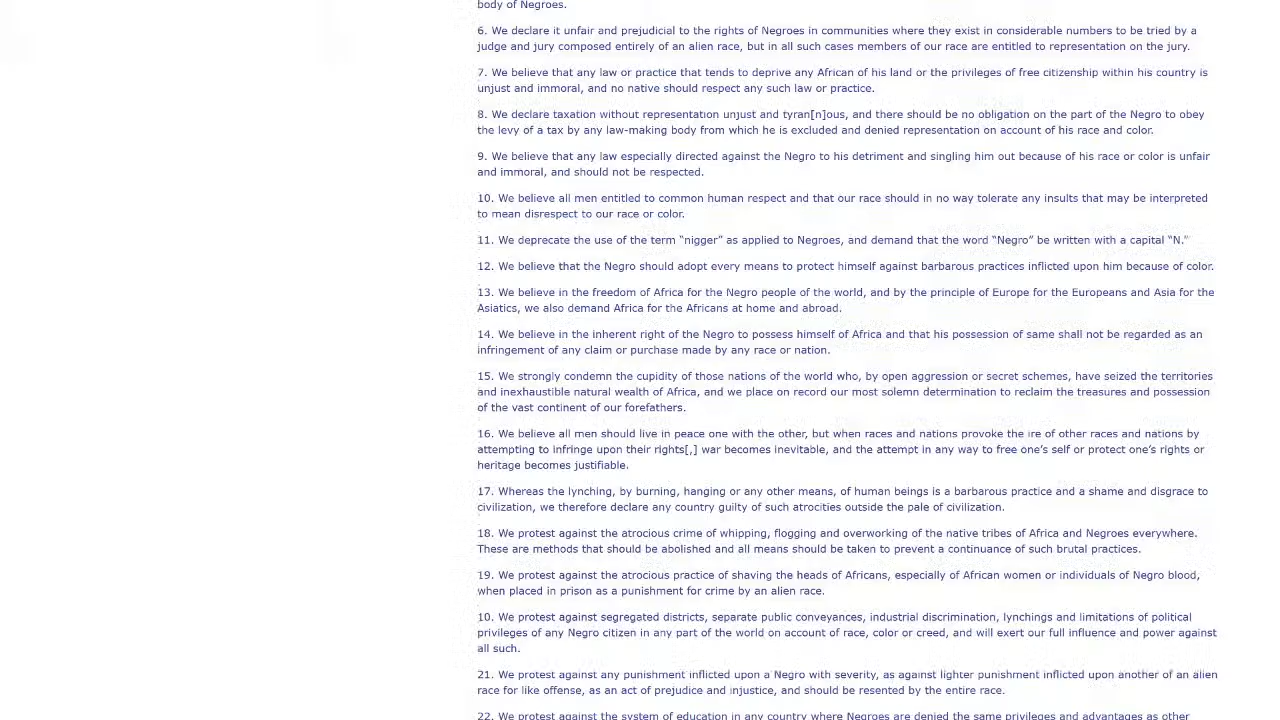 body of Negroes.
6. We declare it unfair and prejudicial to the rights of Negroes in communities where they exist in considerable numbers to be tried by a
judge and jury composed entirely of an alien race, but in all such cases members of our race are entitled to representation on the jury.
7. We believe that any law or practice that tends to deprive any African of his land or the privileges of free citizenship within his country is
unjust and immoral, and no native should respect any such law or practice.
8. We declare taxation without representation unjust and tyran[n]ous, and there should be no obligation on the part of the Negro to obey
the levy of a tax by any law-making body from which he is excluded and denied representation on account of his race and color.
9. We believe that any law especially directed against the Negro to his detriment and singling him out because of his race or color is unfair
and immoral, and should not be respected.
10. We believe all men entitled to common human respect and that our race should in no way tolerate any insults that may be interpreted
to mean disrespect to our race or color.
11. We deprecate the use of the term “nigger” as applied to Negroes, and demand that the word “Negro” be written with a capital “N.”
12. We believe that the Negro should adopt every means to protect himself against barbarous practices inflicted upon him because of color.
13. We believe in the freedom of Africa for the Negro people of the world, and by the principle of Europe for the Europeans and Asia for the
Asiatics, we also demand Africa for the Africans at home and abroad.
14. We believe in the inherent right of the Negro to possess himself of Africa and that his possession of same shall not be regarded as an
infringement of any claim or purchase made by any race or nation.
15. We strongly condemn the cupidity of those nations of the world who, by open aggression or secret schemes, have seized the territories
and inexhaustible natural wealth of Africa, and we place on record our most solemn determination to reclaim the treasures and possession
of the vast continent of our forefathers.
16. We believe all men should live in peace one with the other, but when races and nations provoke the ire of other races and nations by
attempting to infringe upon their rights[,] war becomes inevitable, and the attempt in any way to free one’s self or protect one’s rights or
heritage becomes justifiable.
17. Whereas the lynching, by burning, hanging or any other means, of human beings is a barbarous practice and a shame and disgrace to
civilization, we therefore declare any country guilty of such atrocities outside the pale of civilization.
18. We protest against the atrocious crime of whipping, flogging and overworking of the native tribes of Africa and Negroes everywhere.
These are methods that should be abolished and all means should be taken to prevent a continuance of such brutal practices.
19. We protest against the atrocious practice of shaving the heads of Africans, especially of African women or individuals of Negro blood,
when placed in prison as a punishment for crime by an alien race.
10. We protest against segregated districts, separate public conveyances, industrial discrimination, lynchings and limitations of political
privileges of any Negro citizen in any part of the world on account of race, color or creed, and will exert our full influence and power against
all such.
21. We protest against any punishment inflicted upon a Negro with severity, as against lighter punishment inflicted upon another of an alien
race for like offense, as an act of prejudice and injustice, and should be resented by the entire race.
22. We protest against the system of education in any country where Negroes are denied the same privileges and advantages as other